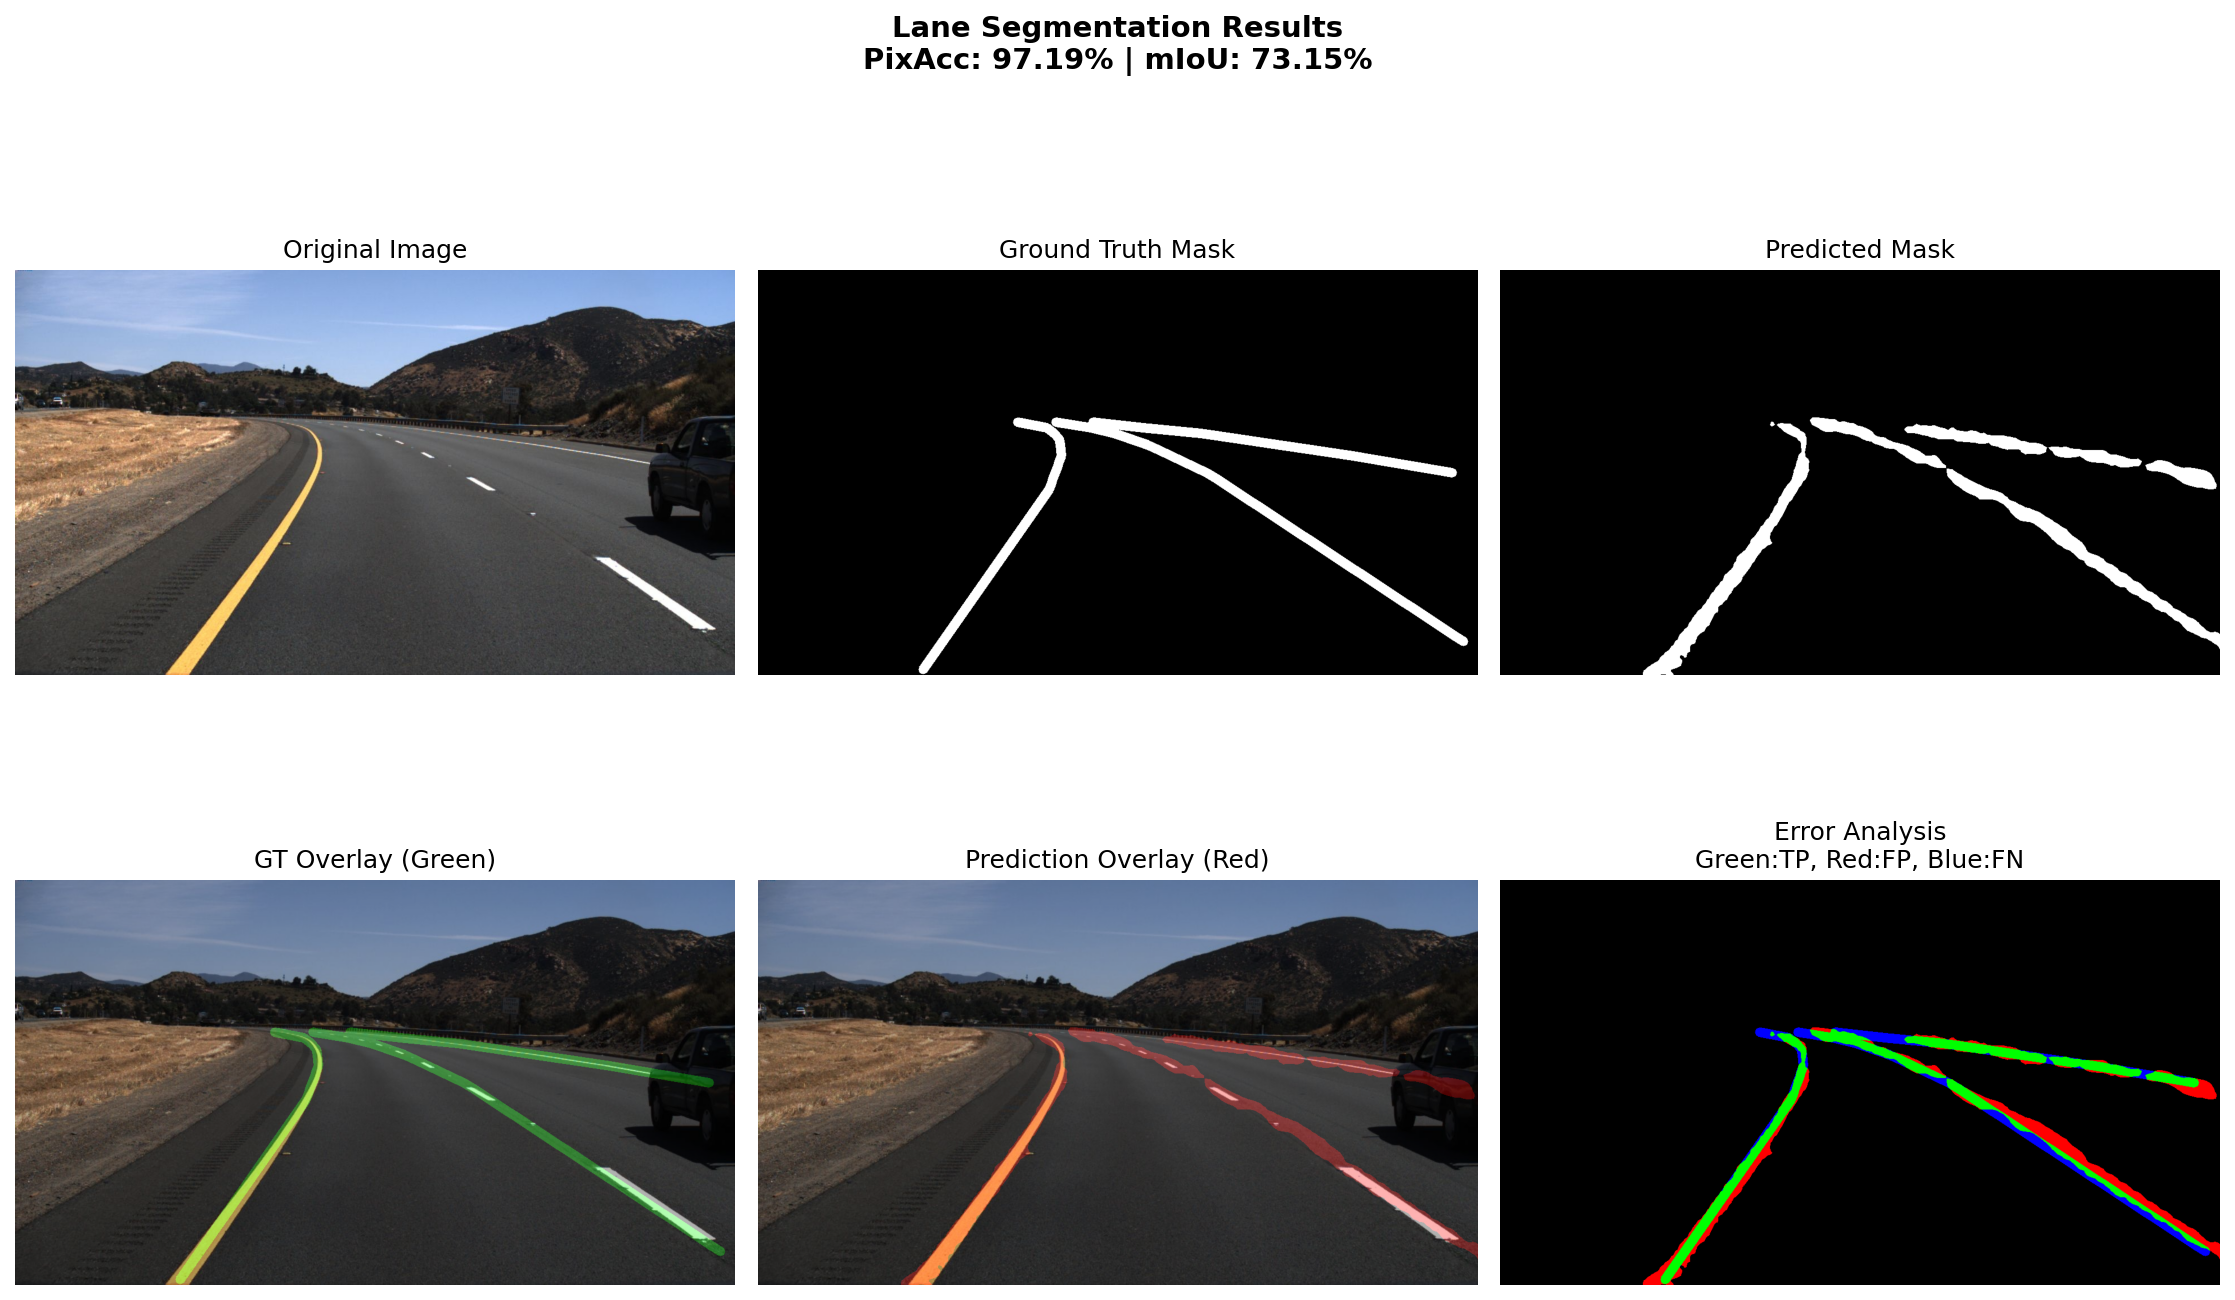 Lane Segmentation Results
PixAcc: 97.19% | mIoU: 73.15%
Original Image
Ground Truth Mask
Predicted Mask
GT Overlay (Green)
Prediction Overlay (Red)
Error Analysis
Green:TP, Red:FP, Blue:FN